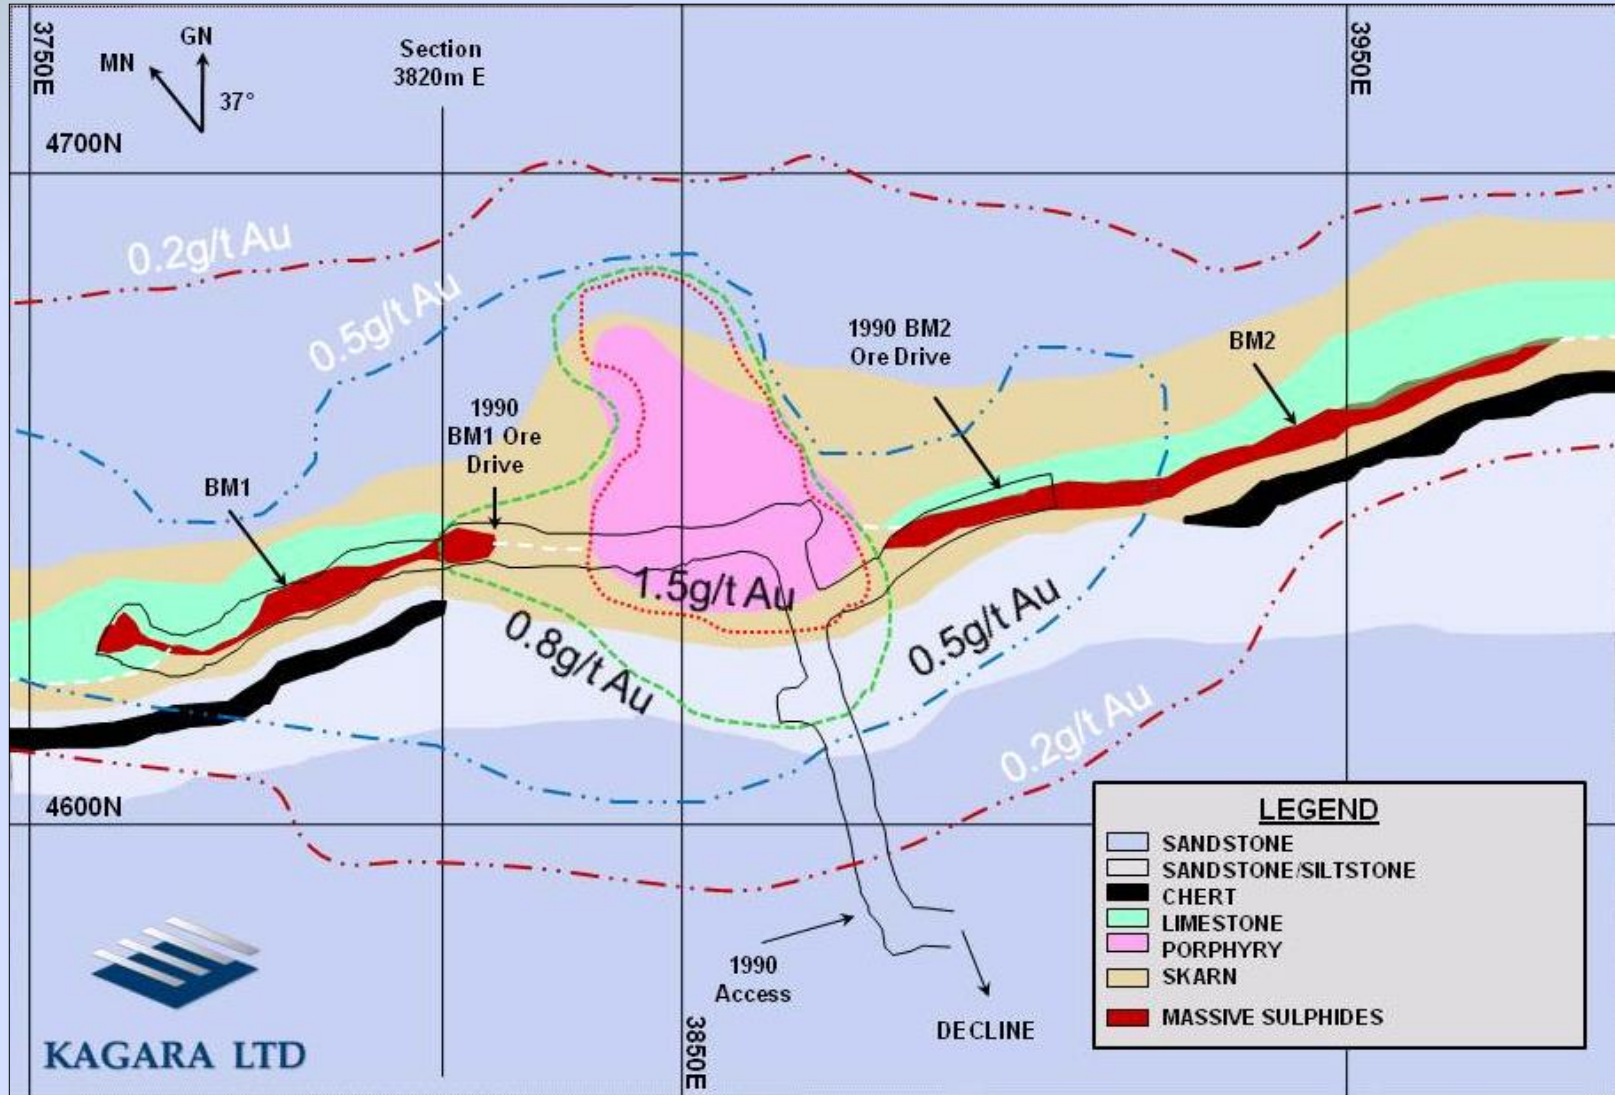 3750E
GN
MN
37°
Section
3820m E
3950E
4700N
0.2g/t Au
0.5g/t Au
1990 BM2
Ore Drive
BM2
1990
BM1 Ore
Drive
BM1
1.5g/t Au
0.8g/t Au
0.5g/t Au
0.2g/t Au
4600N
LEGEND
SANDSTONE
SANDSTONE/SILTSTONE
CHERT
LIMESTONE
PORPHYRY
SKARN
MASSIVE SULPHIDES
1990
Access
DECLINE
3850E
KAGARA LTD